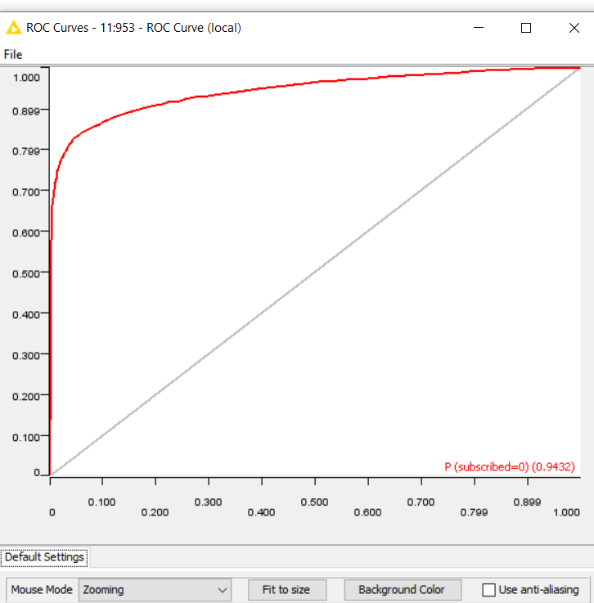 ROC Curves - 11:953 - ROC Curve (local)
File
1.000
0.899
0.799
0.700
0.600
0.500
0.400
0.300
0.200
0.100
0
P (subscribed=0) (0.9432)
0.100 0.300 0.500 0.700 0.899
0 0.200 0.400 0.600 0.799 1.000
Default Settings
Mouse Mode Zooming Fit to size Background Color Use anti-aliasing